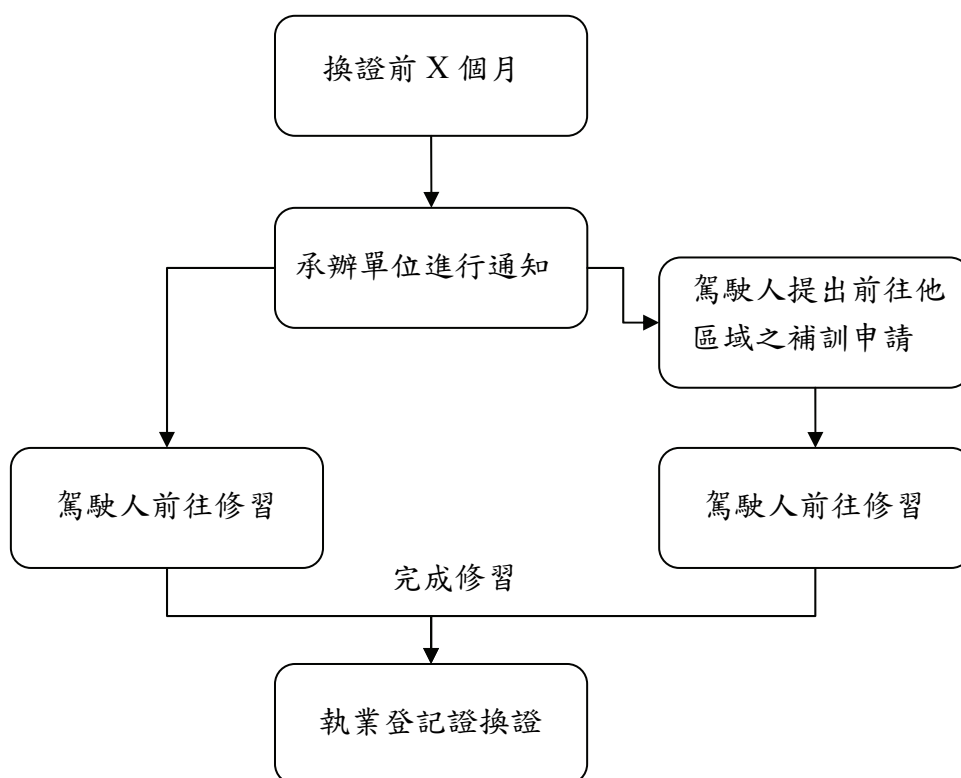 換證前 X 個月
承辦單位進行通知
駕駛人提出前往他
區域之補訓申請
駕駛人前往修習
駕駛人前往修習
完成修習
執業登記證換證